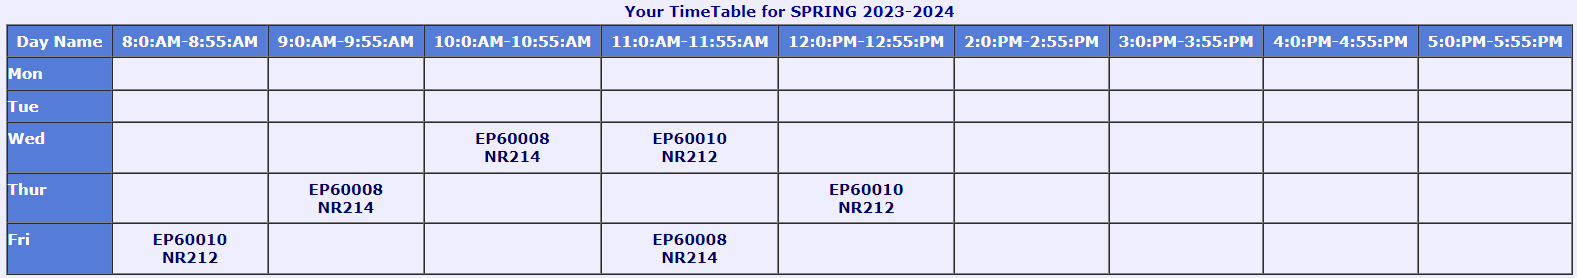 Your TimeTable for SPRING 2023-2024
Day Name 8:0:AM-8:55:AM 9:0:AM-9:55:AM 10:0:AM-10:55:AM 11:0:AM-11:55:AM 12:0:PM-12:55:PM 2:0:PM-2:55:PM 3:0:PM-3:55:PM 4:0:PM-4:55:PM 5:0:PM-5:55:PM
Mon
Tue
Wed EP60008 EP60010
NR214 NR212
Thur EP60008 EP60010
NR214 NR212
Fri EP60010 EP60008
NR212 NR214